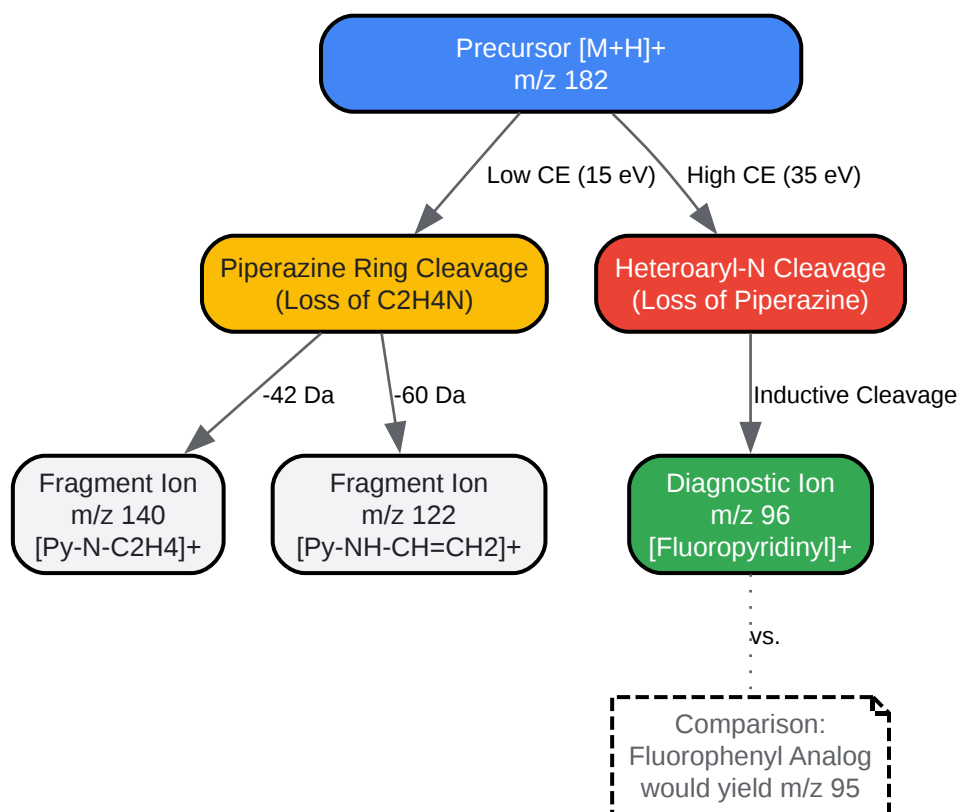 Precursor [M+H]+
m/z 182
Low CE (15 eV)
High CE (35 eV)
Piperazine Ring Cleavage
(Loss of C2H4N)
Heteroaryl-N Cleavage
(Loss of Piperazine)
-42 Da
-60 Da
Inductive Cleavage
Fragment Ion
m/z 140
[Py-N-C2H4]+
Fragment Ion
m/z 122
[Py-NH-CH=CH2]+
Diagnostic Ion
m/z 96
[Fluoropyridinyl]+
vs.
Comparison:
Fluorophenyl Analog
would yield m/z 95